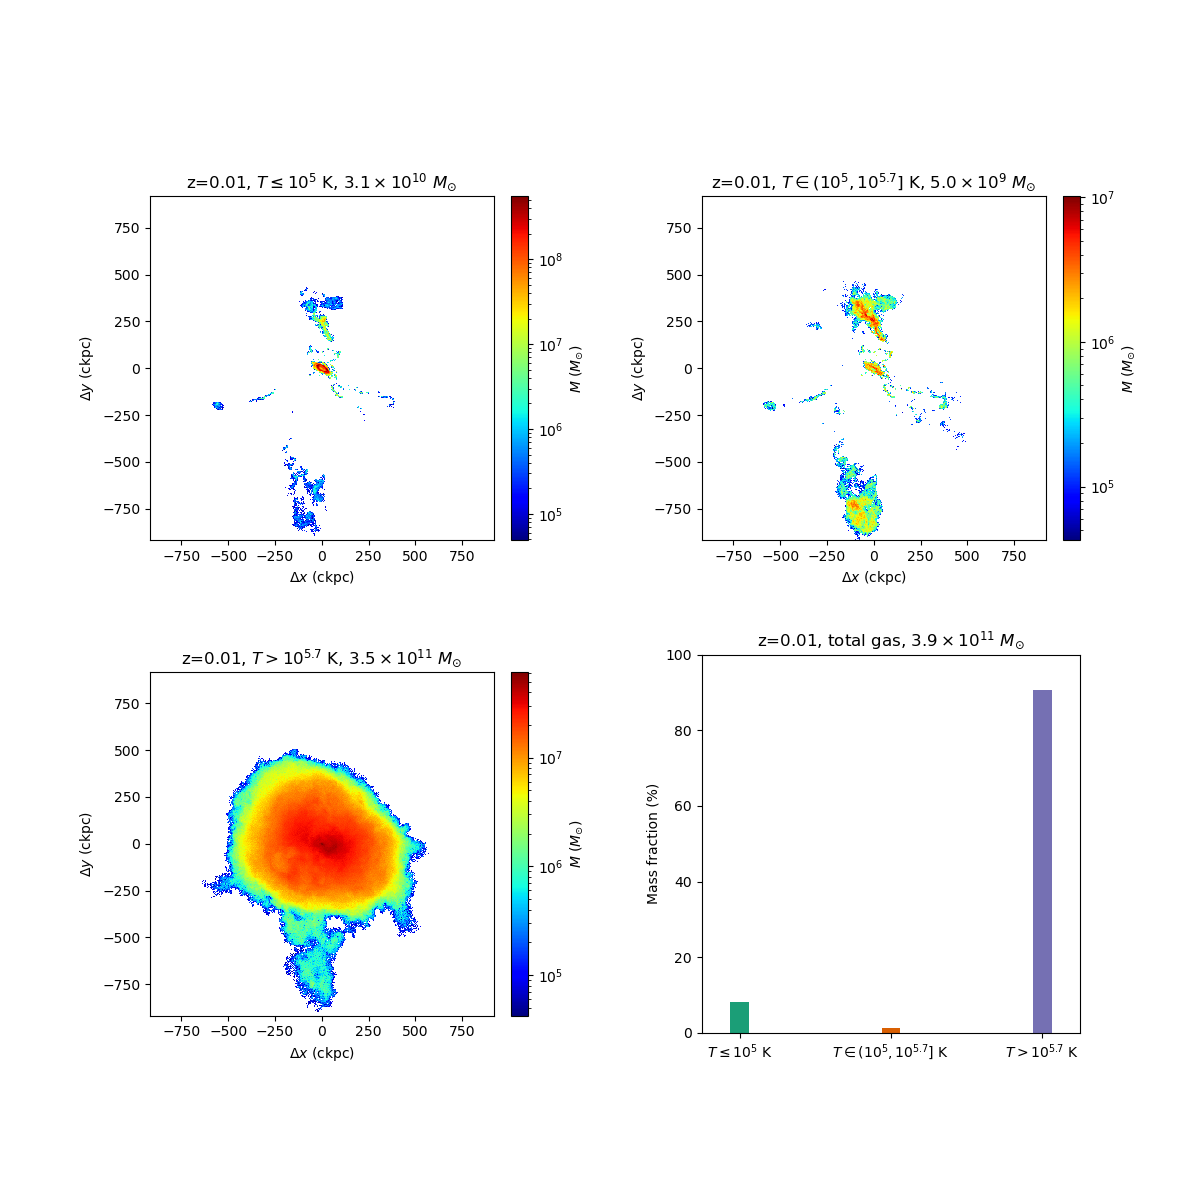 z=0.01, T ≤ 10^5 K, 3.1 × 10^10 M⊙
750
500
250
0
−250
−500
−750
Δy (ckpc)
−750 −500 −250 0 250 500 750
Δx (ckpc)
10^8
10^7
10^6
10^5
M (M⊙)
z=0.01, T ∈ (10^5, 10^5.7] K, 5.0 × 10^9 M⊙
750
500
250
0
−250
−500
−750
Δy (ckpc)
−750 −500 −250 0 250 500 750
Δx (ckpc)
10^7
10^6
10^5
M (M⊙)
z=0.01, T > 10^5.7 K, 3.5 × 10^11 M⊙
750
500
250
0
−250
−500
−750
Δy (ckpc)
−750 −500 −250 0 250 500 750
Δx (ckpc)
10^7
10^6
10^5
M (M⊙)
z=0.01, total gas, 3.9 × 10^11 M⊙
100
80
60
40
20
0
Mass fraction (%)
T ≤ 10^5 K T ∈ (10^5, 10^5.7] K T > 10^5.7 K